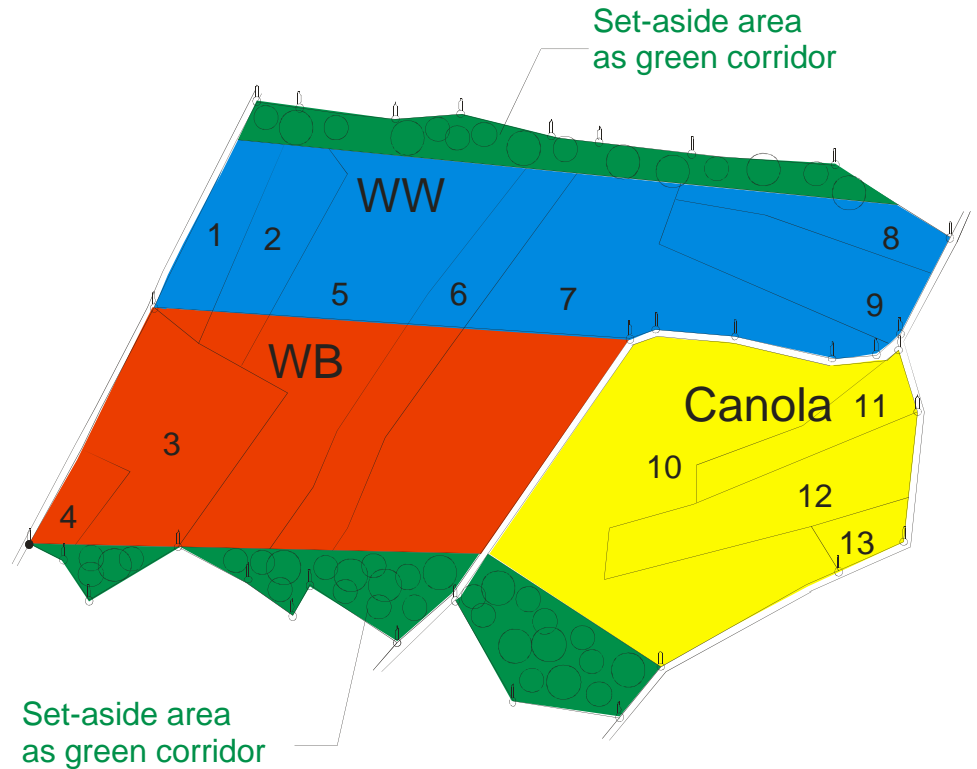 Set-aside area
as green corridor
WW
1
2
8
5
6
7
9
WB
Canola
11
3
10
12
4
13
Set-aside area
as green corridor